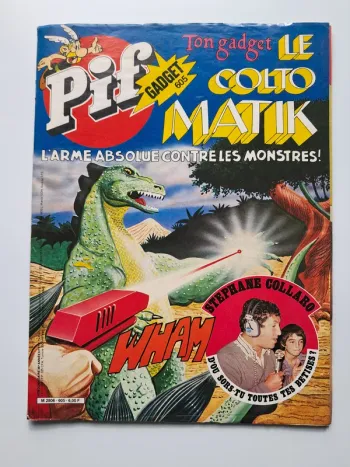 Pif
GADGET
605
Ton gadget LE
COLTO
MATIK
L'ARME ABSOLUE CONTRE LES MONSTRES!
WHAM
STEPHANE COLLARO
D'OU SORS-TU TOUTES TES BETISES?